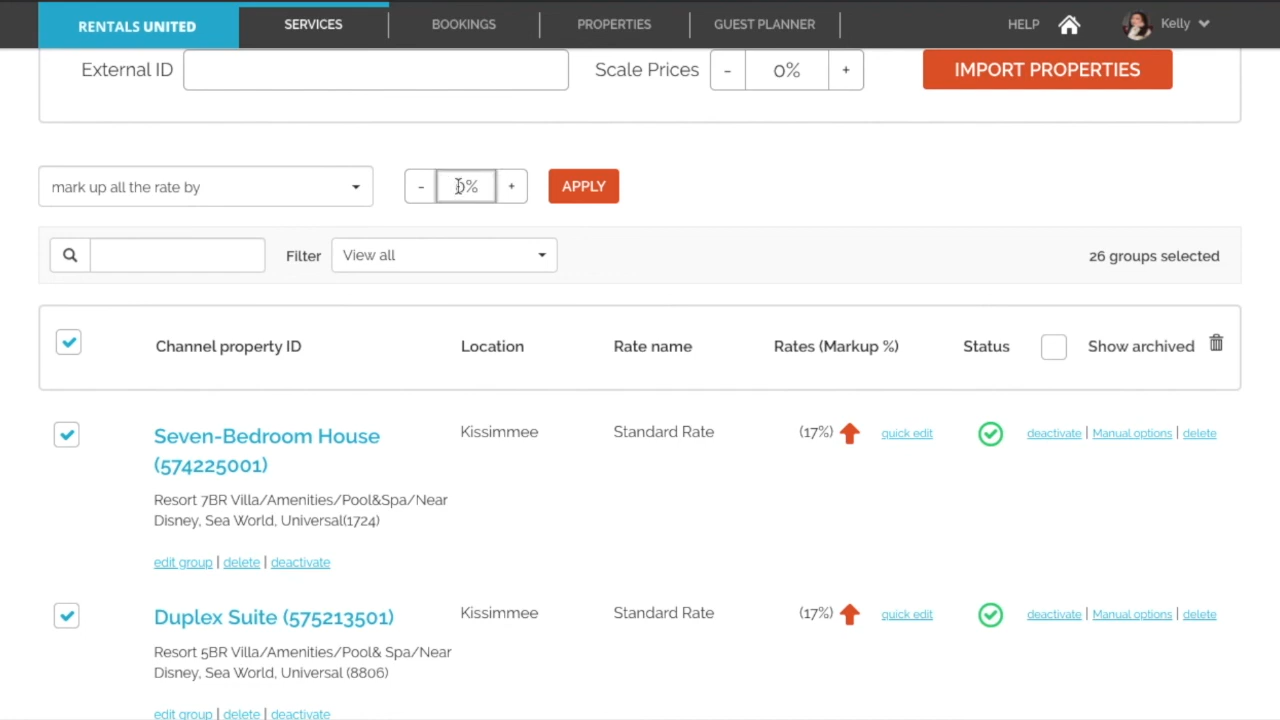 RENTALS UNITED
SERVICES
BOOKINGS
PROPERTIES
GUEST PLANNER
HELP
Kelly
External ID
Scale Prices
-
0%
+
IMPORT PROPERTIES
mark up all the rate by
-
0%
+
APPLY
Filter
View all
26 groups selected
Channel property ID
Location
Rate name
Rates (Markup %)
Status
Show archived
Seven-Bedroom House
(574225001)
Kissimmee
Standard Rate
(17%)
quick edit
deactivate | Manual options | delete
Resort 7BR Villa/Amenities/Pool&Spa/Near
Disney, Sea World, Universal(1724)
edit group | delete | deactivate
Duplex Suite (575213501)
Kissimmee
Standard Rate
(17%)
quick edit
deactivate | Manual options | delete
Resort 5BR Villa/Amenities/Pool& Spa/Near
Disney, Sea World, Universal (8806)
edit group | delete | deactivate